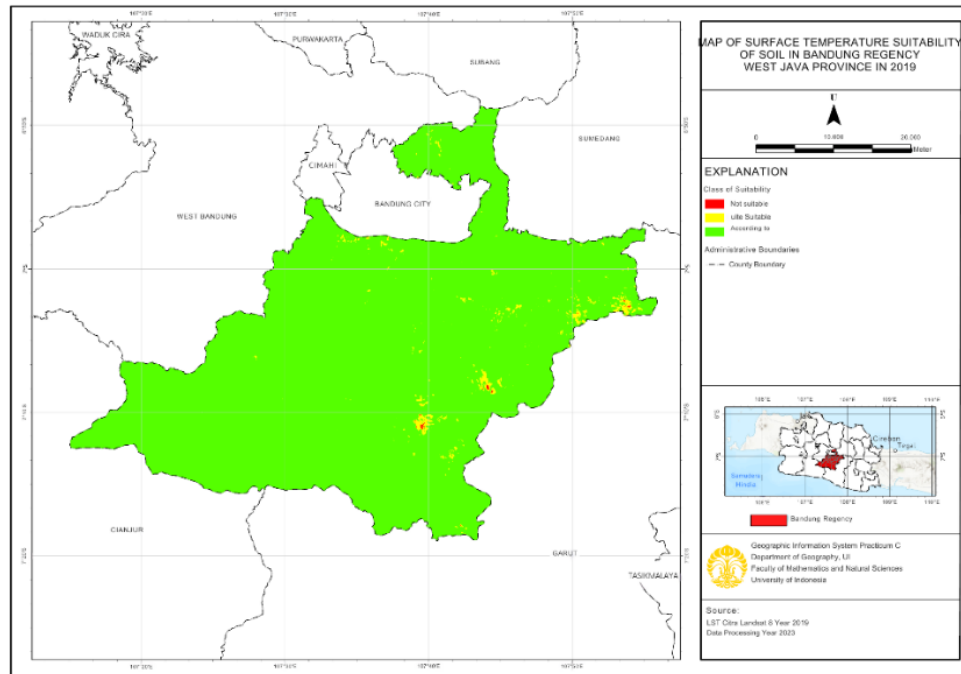 WADUK CIRA
PURWAKARTA
SUBANG
SUMEDANG
CIMAHI
BANDUNG CITY
WEST BANDUNG
CIANJUR
GARUT
TASIKMALAYA
MAP OF SURFACE TEMPERATURE SUITABILITY
OF SOIL IN BANDUNG REGENCY
WEST JAVA PROVINCE IN 2019
U
0
20.000
Meter
EXPLANATION
Class of Suitability
Not suitable
uite Suitable
According to
Administrative Boundaries
County Boundary
Cirebon
Tegal
Hindia
Bandung Regency
Geographic Information System Practicum C
Department of Geography, UI
Faculty of Mathematics and Natural Sciences
University of Indonesia
Source:
LST Citra Landsat 8 Year 2019
Data Processing Year 2023